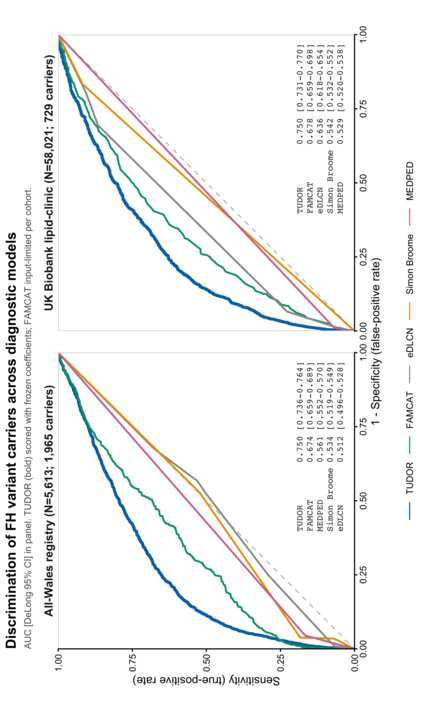 Discrimination of FH variant carriers across diagnostic models
AUC [DeLong 95% CI] in panel. TUDOR (bold) scored with frozen coefficients; FAMCAT input-limited per cohort.
All-Wales registry (N=5,613; 1,965 carriers)
Sensitivity (true-positive rate)
1.00
0.75
0.50
0.25
0.00
TUDOR 0.750 [0.736-0.764]
FAMCAT 0.674 [0.659-0.689]
MEDPED 0.561 [0.552-0.570]
Simon Broome 0.534 [0.519-0.549]
eDLCN 0.512 [0.496-0.528]
0.00 0.25 0.50 0.75 1.00
UK Biobank lipid-clinic (N=58,021; 729 carriers)
TUDOR 0.750 [0.731-0.770]
FAMCAT 0.678 [0.659-0.698]
eDLCN 0.636 [0.618-0.654]
Simon Broome 0.542 [0.532-0.552]
MEDPED 0.529 [0.520-0.538]
0.00 0.25 0.50 0.75 1.00
1 - Specificity (false-positive rate)
TUDOR FAMCAT eDLCN Simon Broome MEDPED